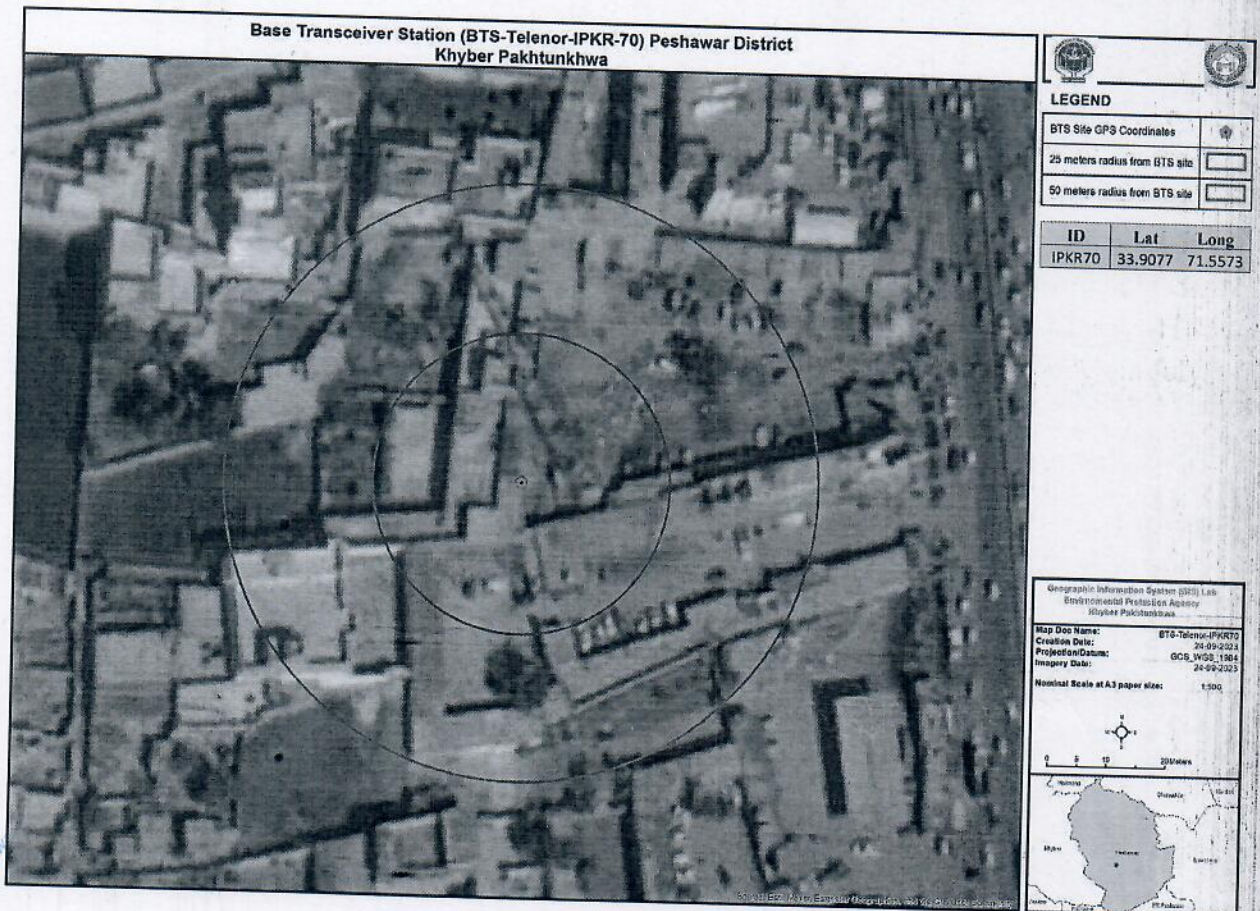 Base Transceiver Station (BTS-Telenor-IPKR-70) Peshawar District
Khyber Pakhtunkhwa
LEGEND
BTS Site GPS Coordinates
25 meters radius from BTS site
50 meters radius from BTS site
ID Lat Long
IPKR70 33.9077 71.5573
Geographic Information System (GIS) Lab
Environmental Protection Agency
Khyber Pakhtunkhwa
Map Doc Name: BTS-Telenor-IPKR70
Creation Date: 24-09-2023
Projection/Datum: GCS_WGS_1984
Imagery Date: 24-09-2023
Nominal Scale at A3 paper size: 1:500
0 5 10 20 Meters
Khyber
Peshawar